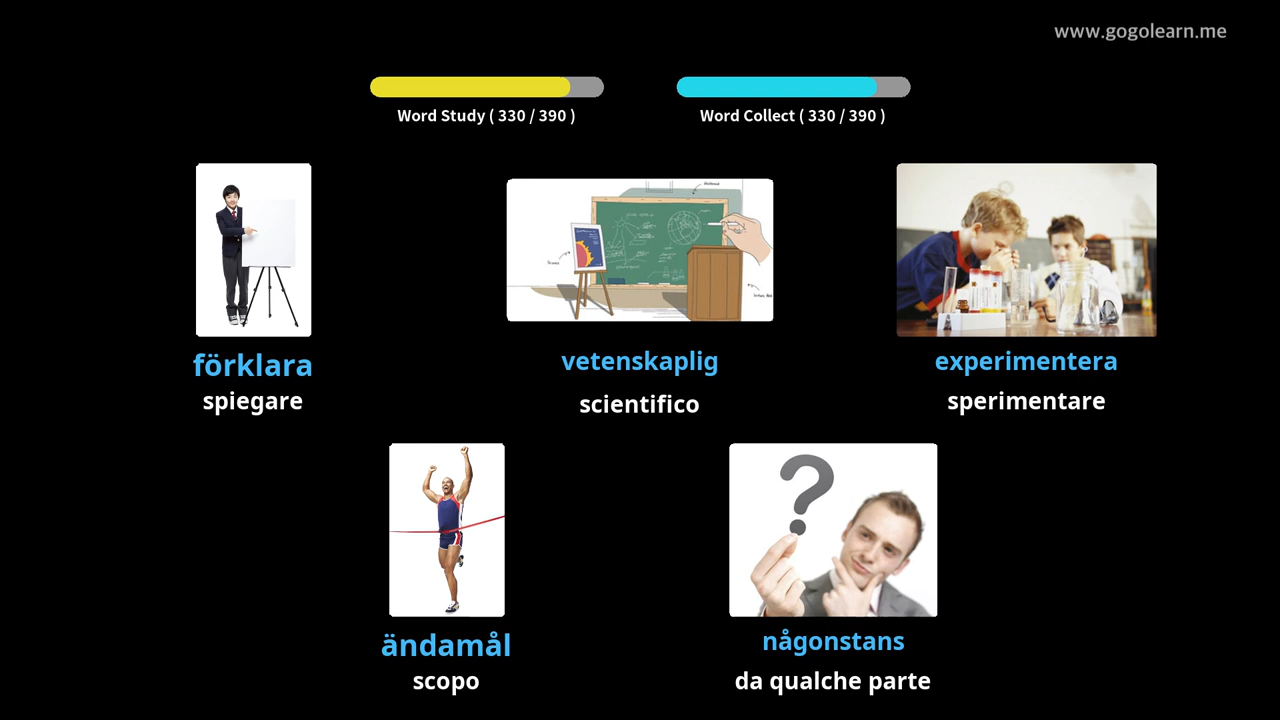 www.gogolearn.me
Word Study ( 330 / 390 )
Word Collect ( 330 / 390 )
förklara
spiegare
vetenskaplig
scientifico
experimentera
sperimentare
ändamål
scopo
någonstans
da qualche parte